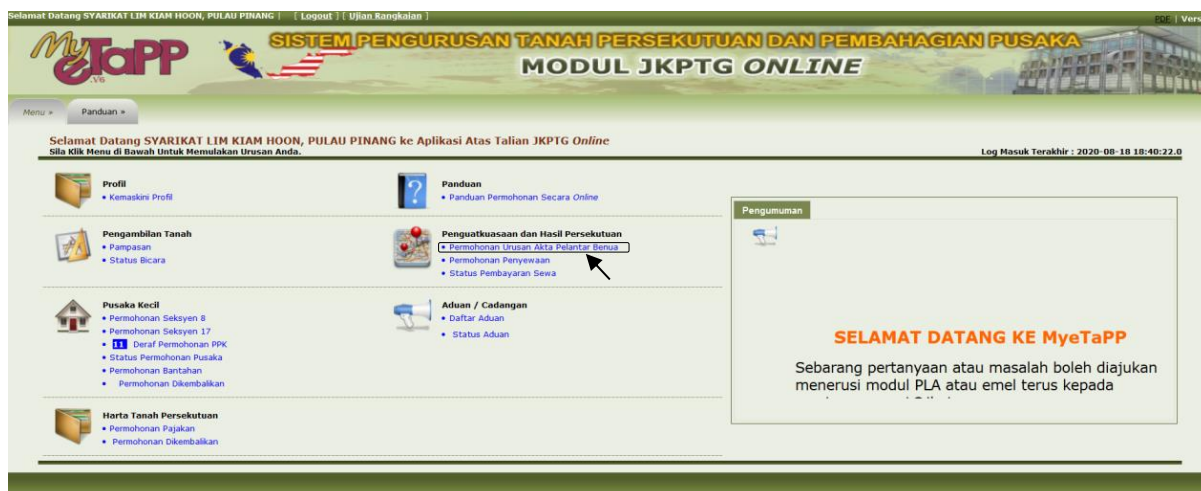 Selamat Datang SYARIKAT LIM KIAM HOON, PULAU PINANG | [ Logout ] [ Ujian Rangkaian ]
PDF | Vers
MyeTaPP
.V6
SISTEM PENGURUSAN TANAH PERSEKUTUAN DAN PEMBAHAGIAN PUSAKA
MODUL JKPTG ONLINE
Menu » Panduan »
Selamat Datang SYARIKAT LIM KIAM HOON, PULAU PINANG ke Aplikasi Atas Talian JKPTG Online
Sila Klik Menu di Bawah Untuk Memulakan Urusan Anda.
Log Masuk Terakhir : 2020-08-18 18:40:22.0
Profil
• Kemaskini Profil
Panduan
• Panduan Permohonan Secara Online
Pengambilan Tanah
• Pampasan
• Status Bicara
Penguatkuasaan dan Hasil Persekutuan
• Permohonan Urusan Akta Pelantar Benua
• Permohonan Penyewaan
• Status Pembayaran Sewa
Pusaka Kecil
• Permohonan Seksyen 8
• Permohonan Seksyen 17
• 11 Deraf Permohonan PPK
• Status Permohonan Pusaka
• Permohonan Bantahan
• Permohonan Dikembalikan
Aduan / Cadangan
• Daftar Aduan
• Status Aduan
Harta Tanah Persekutuan
• Permohonan Pajakan
• Permohonan Dikembalikan
Pengumuman
SELAMAT DATANG KE MyeTaPP
Sebarang pertanyaan atau masalah boleh diajukan
menerusi modul PLA atau emel terus kepada